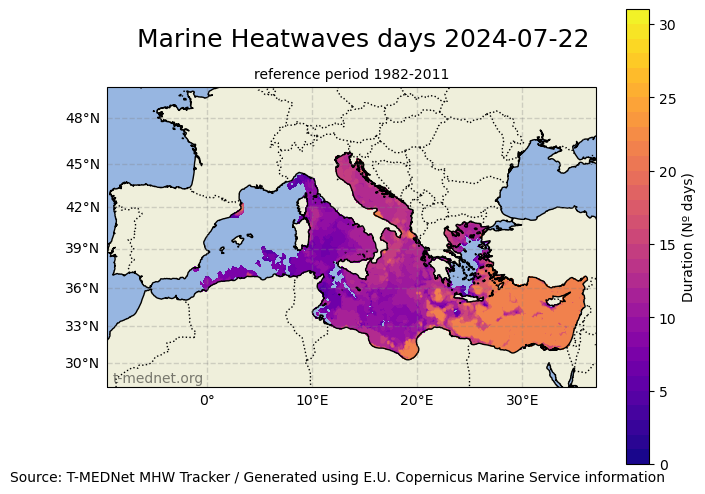 Marine Heatwaves days 2024-07-22
reference period 1982-2011
48°N
45°N
42°N
39°N
36°N
33°N
30°N
t-mednet.org
0°
10°E
20°E
30°E
30
25
20
15
10
5
0
Duration (Nº days)
Source: T-MEDNet MHW Tracker / Generated using E.U. Copernicus Marine Service information